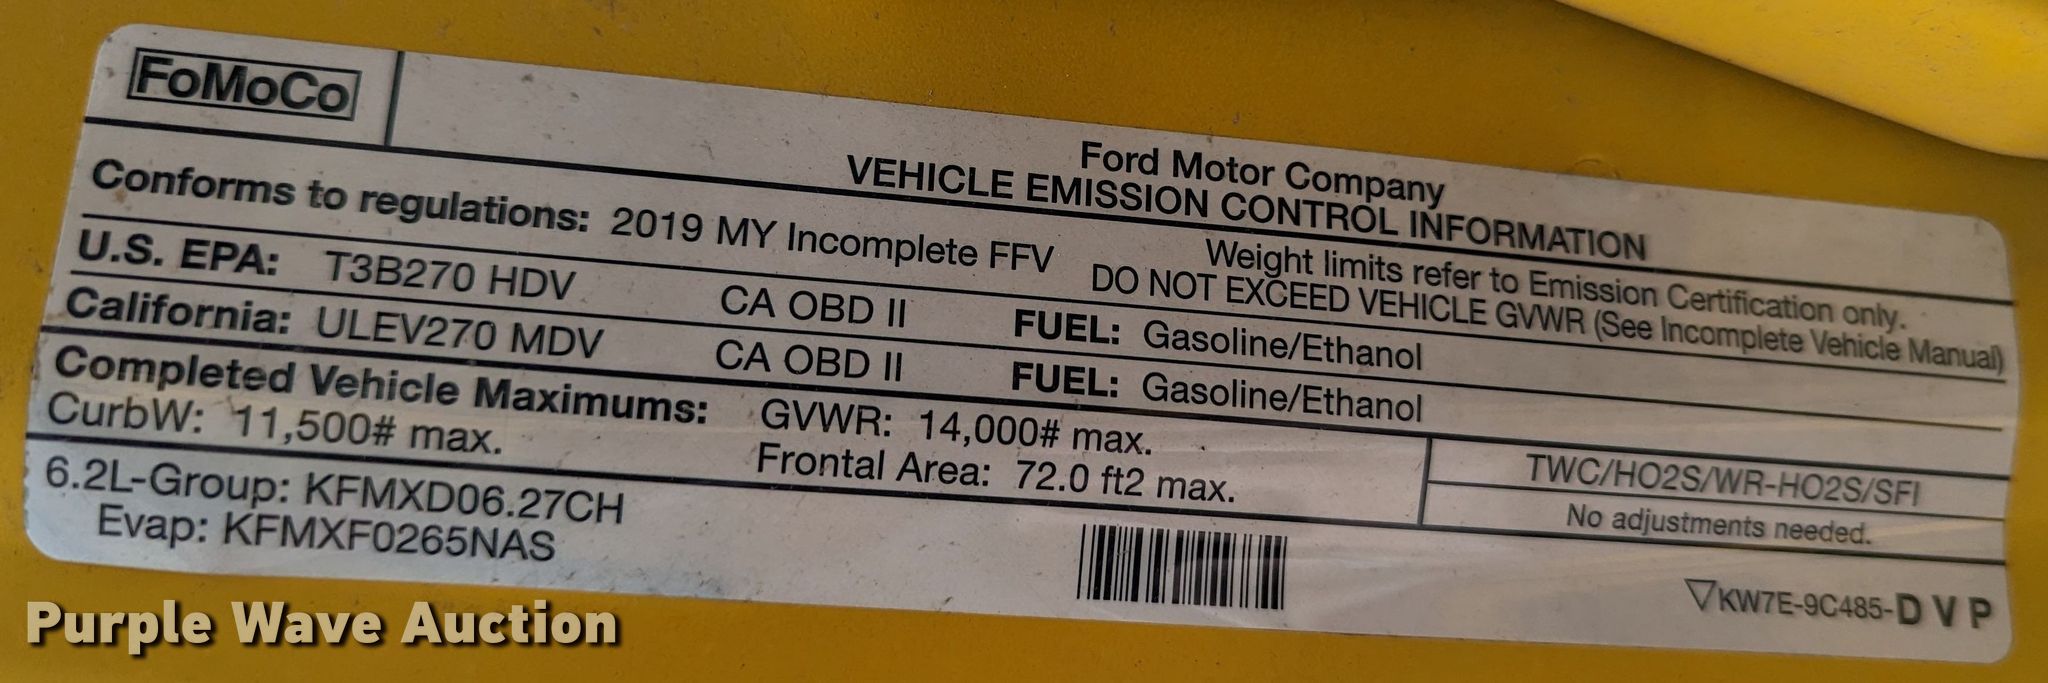 FoMoCo
Ford Motor Company
VEHICLE EMISSION CONTROL INFORMATION
Conforms to regulations: 2019 MY Incomplete FFV
Weight limits refer to Emission Certification only.
DO NOT EXCEED VEHICLE GVWR (See Incomplete Vehicle Manual)
U.S. EPA: T3B270 HDV CA OBD II FUEL: Gasoline/Ethanol
California: ULEV270 MDV CA OBD II FUEL: Gasoline/Ethanol
Completed Vehicle Maximums: GVWR: 14,000# max.
CurbW: 11,500# max. Frontal Area: 72.0 ft2 max.
TWC/HO2S/WR-HO2S/SFI
No adjustments needed.
6.2L-Group: KFMXD06.27CH
Evap: KFMXF0265NAS
▽KW7E-9C485-D V P
Purple Wave Auction